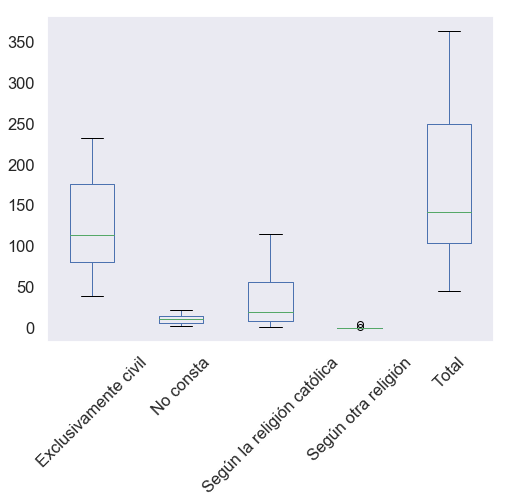 350
300
250
200
150
100
50
0
Exclusivamente civil
No consta
Según la religión católica
Según otra religión
Total